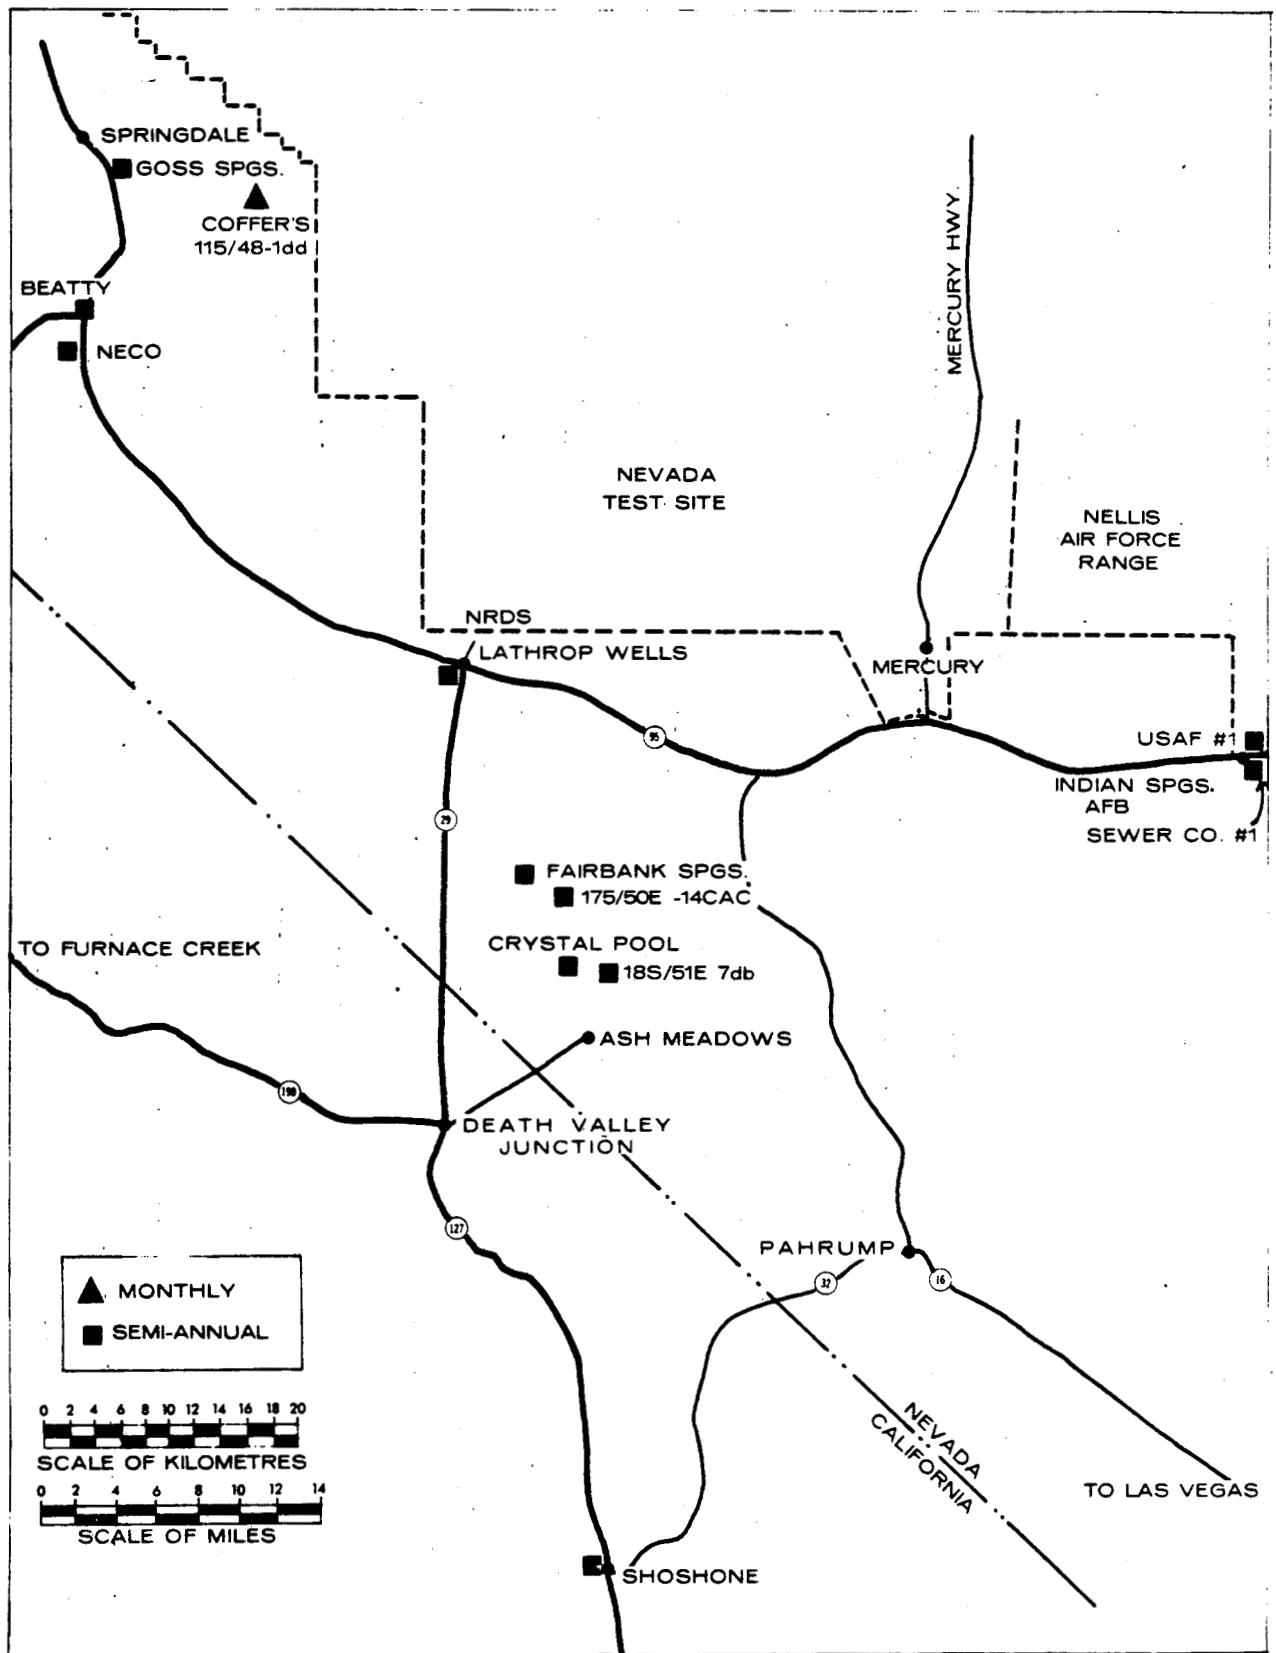 SPRINGDALE
GOSS SPGS.
COFFER'S
115/48-1dd
BEATTY
NECO
MERCURY HWY.
NEVADA
TEST SITE
NELLIS
AIR FORCE
RANGE
NRDS
LATHROP WELLS
MERCURY
95
USAF #1
INDIAN SPGS.
AFB
SEWER CO. #1
29
FAIRBANK SPGS.
175/50E -14CAC
CRYSTAL POOL
18S/51E 7db
TO FURNACE CREEK
ASH MEADOWS
190
DEATH VALLEY
JUNCTION
127
PAHRUMP
32
16
MONTHLY
SEMI-ANNUAL
0 2 4 6 8 10 12 14 16 18 20
SCALE OF KILOMETRES
0 2 4 6 8 10 12 14
SCALE OF MILES
NEVADA
CALIFORNIA
TO LAS VEGAS
SHOSHONE